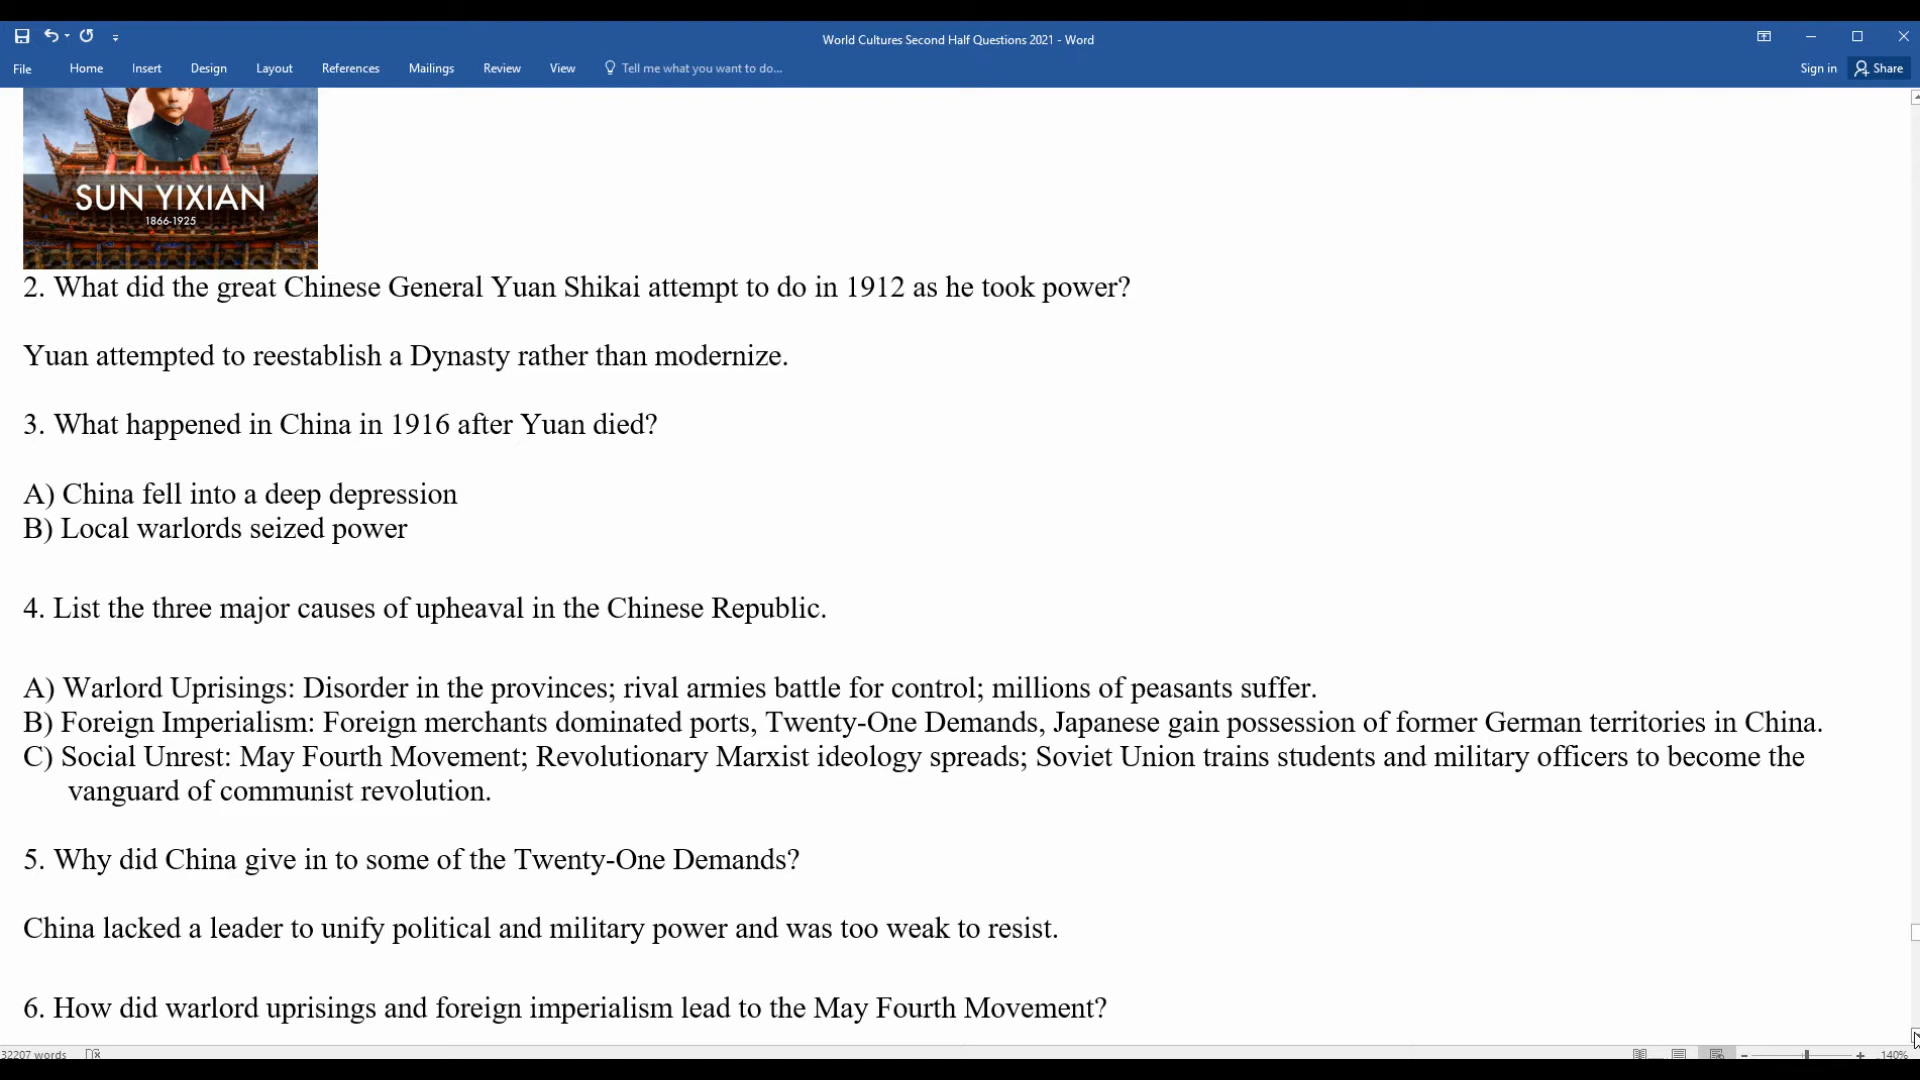 World Cultures Second Half Questions 2021 - Word
File Home Insert Design Layout References Mailings Review View Tell me what you want to do... Sign in Share
SUN YIXIAN
1866-1925
2. What did the great Chinese General Yuan Shikai attempt to do in 1912 as he took power?
Yuan attempted to reestablish a Dynasty rather than modernize.
3. What happened in China in 1916 after Yuan died?
A) China fell into a deep depression
B) Local warlords seized power
4. List the three major causes of upheaval in the Chinese Republic.
A) Warlord Uprisings: Disorder in the provinces; rival armies battle for control; millions of peasants suffer.
B) Foreign Imperialism: Foreign merchants dominated ports, Twenty-One Demands, Japanese gain possession of former German territories in China.
C) Social Unrest: May Fourth Movement; Revolutionary Marxist ideology spreads; Soviet Union trains students and military officers to become the
vanguard of communist revolution.
5. Why did China give in to some of the Twenty-One Demands?
China lacked a leader to unify political and military power and was too weak to resist.
6. How did warlord uprisings and foreign imperialism lead to the May Fourth Movement?
32207 words 140%